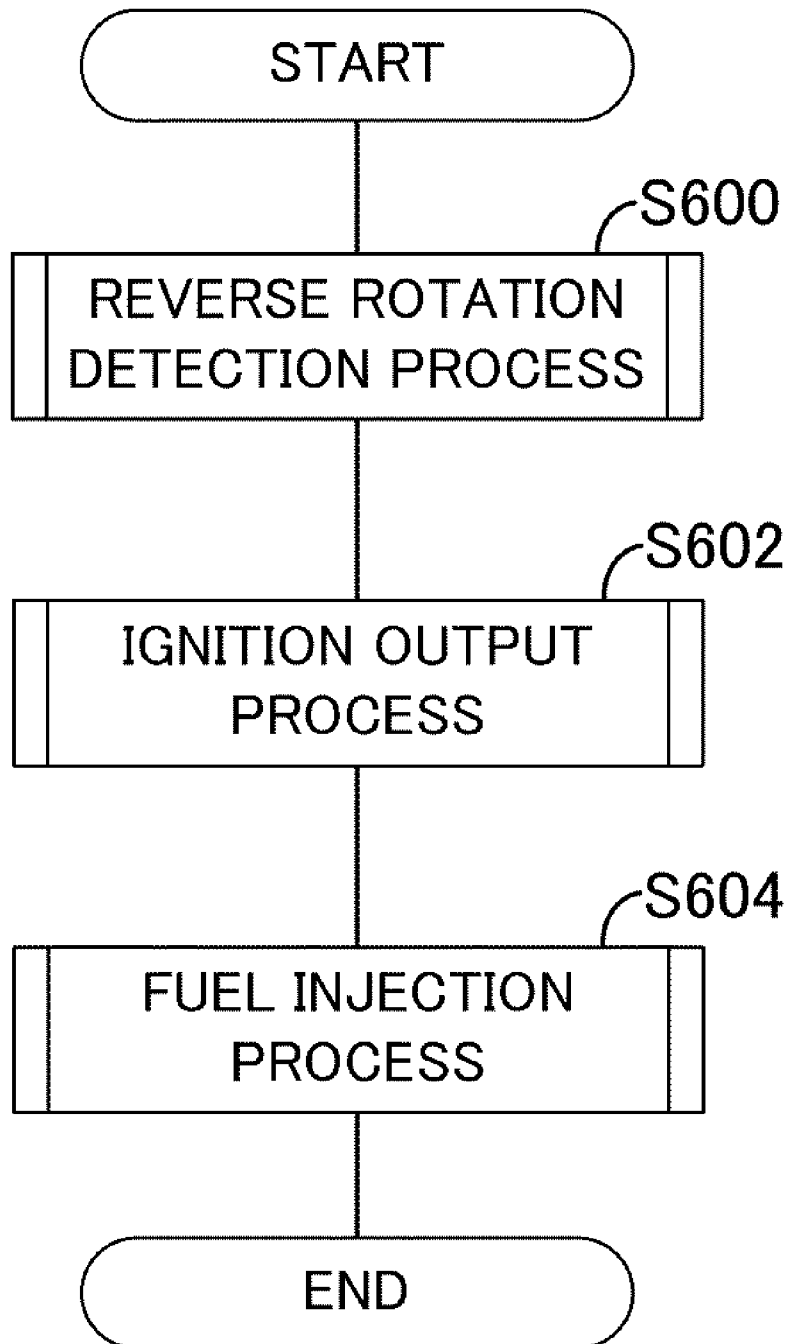 START
S600
REVERSE ROTATION
DETECTION PROCESS
S602
IGNITION OUTPUT
PROCESS
S604
FUEL INJECTION
PROCESS
END